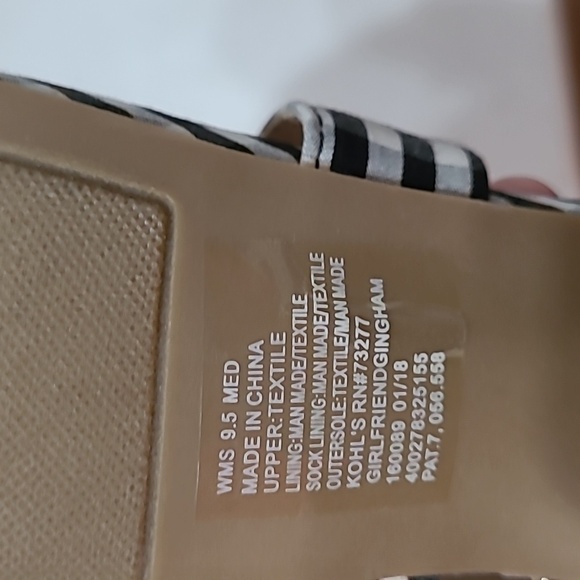 WMS 9.5 MED
MADE IN CHINA
UPPER:TEXTILE
LINING:MAN MADE/TEXTILE
SOCK LINING:MAN MADE/TEXTILE
OUTERSOLE:TEXTILE/MAN MADE
KOHL'S RN#73277
GIRLFRIENDGINGHAM
160089 01/18
400278325155
PAT.7,056,558